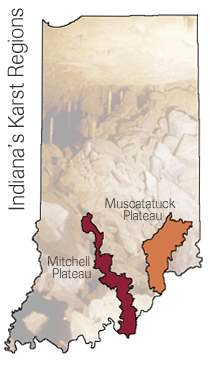 Indiana's Karst Regions
Muscatatuck
Plateau
Mitchell
Plateau